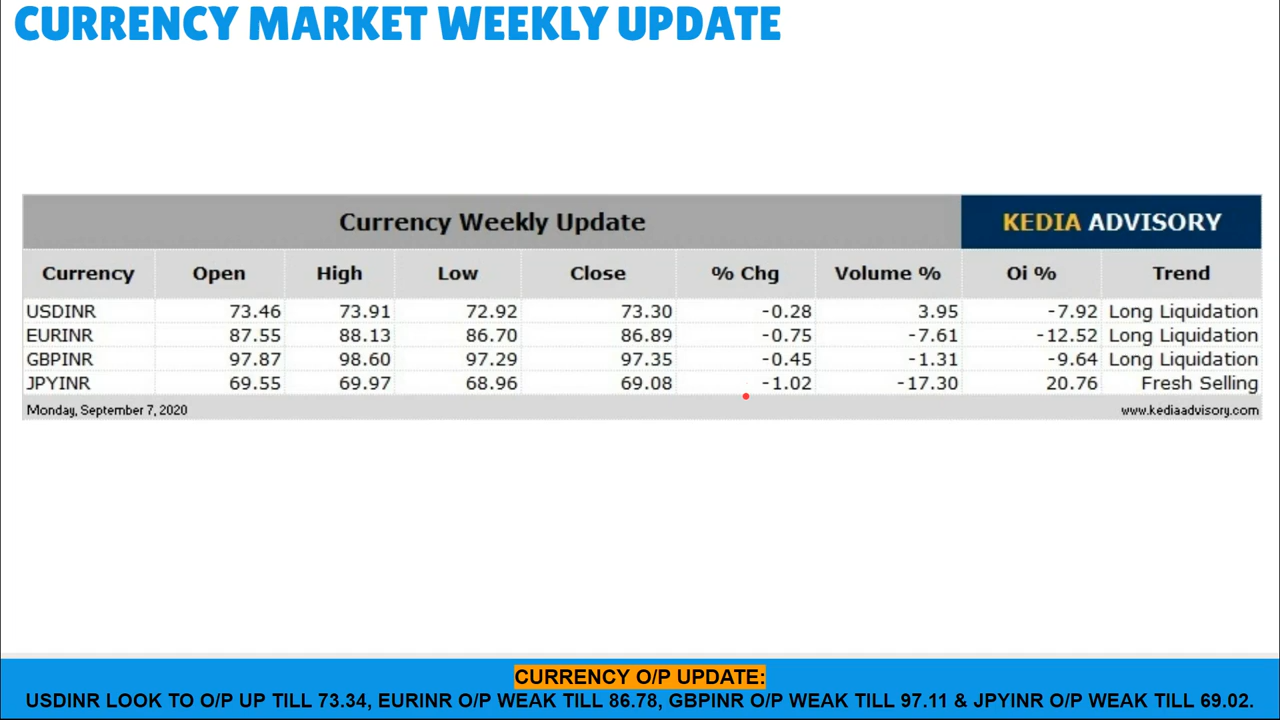 CURRENCY MARKET WEEKLY UPDATE
Currency Weekly Update KEDIA ADVISORY
Currency Open High Low Close % Chg Volume % Oi % Trend
USDINR 73.46 73.91 72.92 73.30 -0.28 3.95 -7.92 Long Liquidation
EURINR 87.55 88.13 86.70 86.89 -0.75 -7.61 -12.52 Long Liquidation
GBPINR 97.87 98.60 97.29 97.35 -0.45 -1.31 -9.64 Long Liquidation
JPYINR 69.55 69.97 68.96 69.08 -1.02 -17.30 20.76 Fresh Selling
Monday, September 7, 2020 www.kediaadvisory.com
CURRENCY O/P UPDATE:
USDINR LOOK TO O/P UP TILL 73.34, EURINR O/P WEAK TILL 86.78, GBPINR O/P WEAK TILL 97.11 & JPYINR O/P WEAK TILL 69.02.